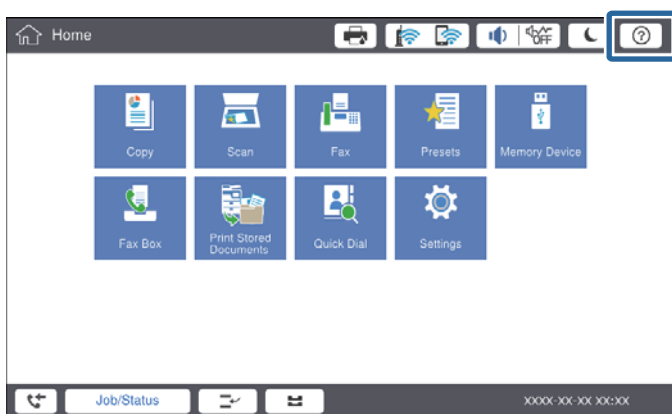 Home
OFF
?
Copy
Scan
Fax
Presets
Memory Device
Fax Box
Print Stored
Documents
Quick Dial
Settings
Job/Status
XXXX-XX-XX XX:XX